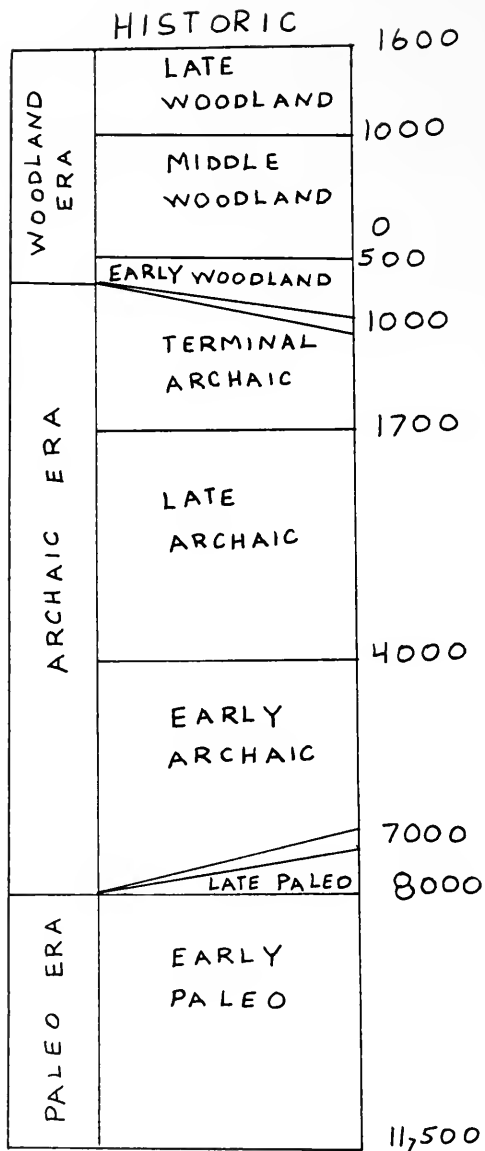 HISTORIC
1600
LATE
WOODLAND
1000
WOODLAND
ERA
MIDDLE
WOODLAND
0
500
EARLY WOODLAND
1000
TERMINAL
ARCHAIC
1700
ARCHAIC ERA
LATE
ARCHAIC
4000
EARLY
ARCHAIC
7000
LATE PALEO
8000
PALEO ERA
EARLY
PALEO
11,500